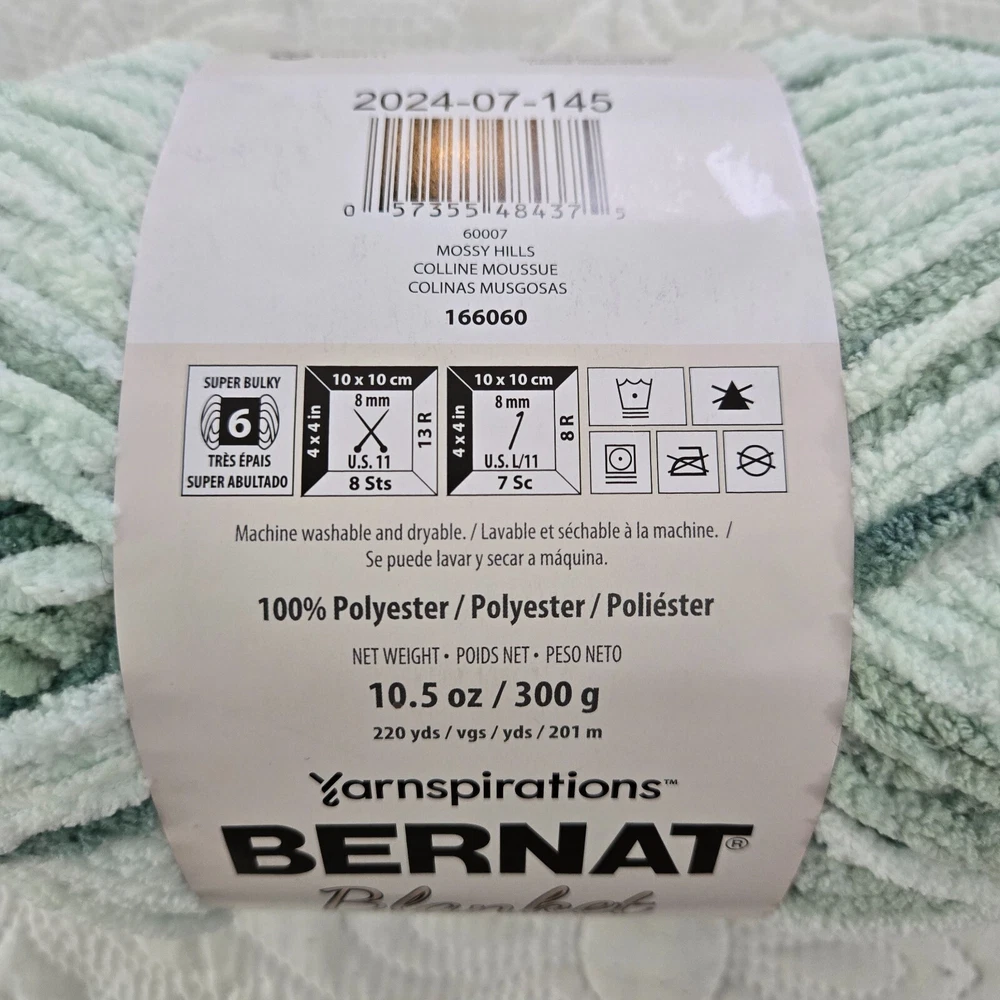 2024-07-145
0 57355 48437 5
60007
MOSSY HILLS
COLLINE MOUSSUE
COLINAS MUSGOSAS
166060
SUPER BULKY
6
TRÈS ÉPAIS
SUPER ABULTADO
10 x 10 cm
4 x 4 in
8 mm
13 R
U.S. 11
8 Sts
10 x 10 cm
4 x 4 in
8 mm
8 R
U.S. L/11
7 Sc
Machine washable and dryable. / Lavable et séchable à la machine. /
Se puede lavar y secar a máquina.
100% Polyester / Polyester / Poliéster
NET WEIGHT • POIDS NET • PESO NETO
10.5 oz / 300 g
220 yds / vgs / yds / 201 m
Yarnspirations™
BERNAT®
Blanket